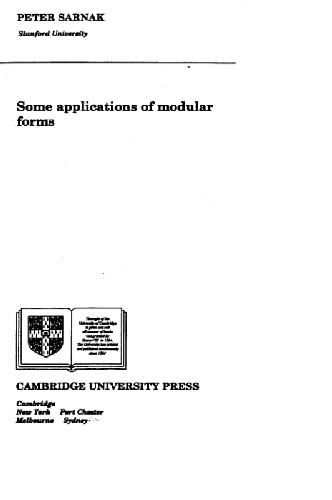 PETER SARNAK
Stanford University
Some applications of modular
forms
The right of the
University of Cambridge
to print and sell
all manner of books
was granted by
Henry VIII in 1534.
The University has printed
and published continuously
since 1584.
CAMBRIDGE UNIVERSITY PRESS
Cambridge
New York Port Chester
Melbourne Sydney